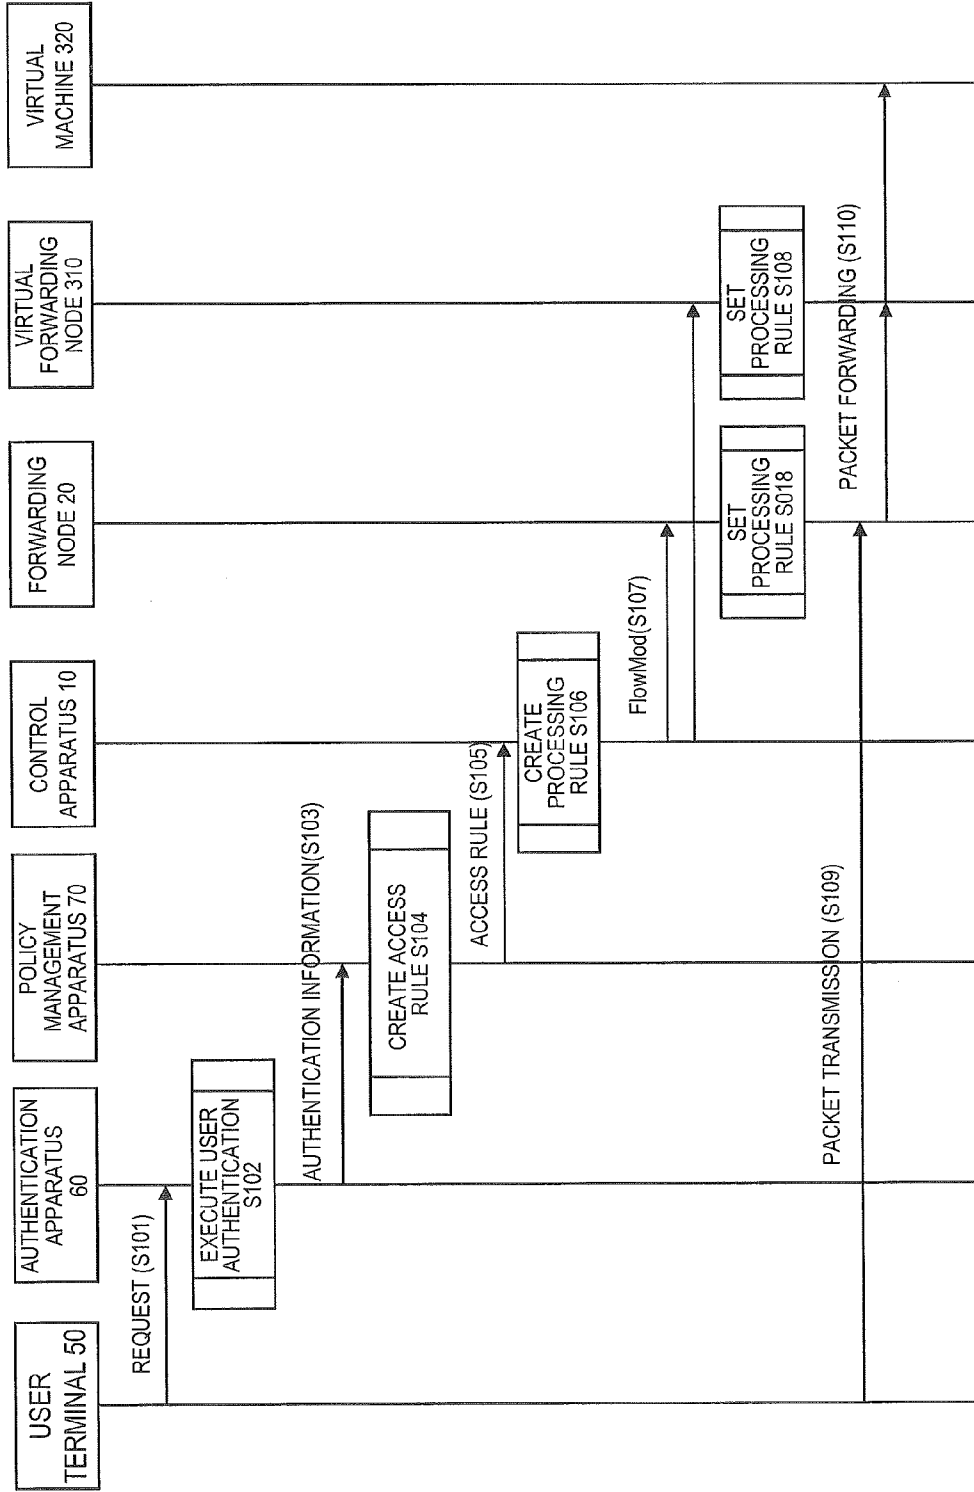 USER
TERMINAL 50
AUTHENTICATION
APPARATUS
60
POLICY
MANAGEMENT
APPARATUS 70
CONTROL
APPARATUS 10
FORWARDING
NODE 20
VIRTUAL
FORWARDING
NODE 310
VIRTUAL
MACHINE 320
REQUEST (S101)
EXECUTE USER
AUTHENTICATION
S102
AUTHENTICATION INFORMATION(S103)
CREATE ACCESS
RULE S104
ACCESS RULE (S105)
CREATE
PROCESSING
RULE S106
FlowMod(S107)
SET
PROCESSING
RULE S018
SET
PROCESSING
RULE S108
PACKET TRANSMISSION (S109)
PACKET FORWARDING (S110)